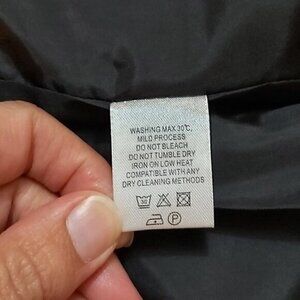 WASHING MAX 30℃,
MILD PROCESS
DO NOT BLEACH
DO NOT TUMBLE DRY
IRON ON LOW HEAT
COMPATIBLE WITH ANY
DRY CLEANING METHODS
30
P